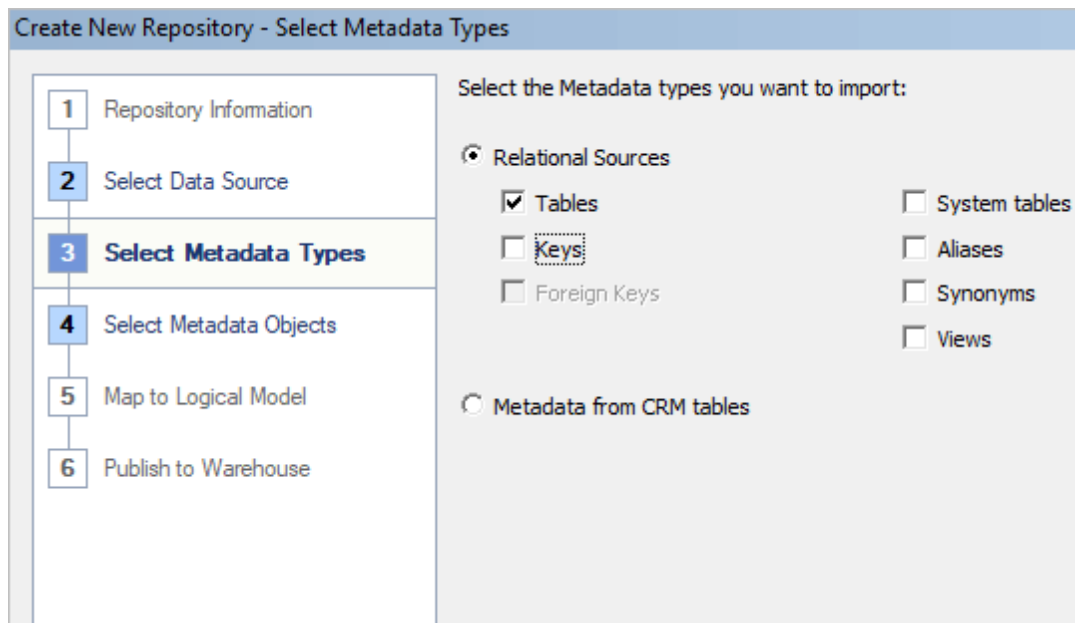 Create New Repository - Select Metadata Types
1 Repository Information
2 Select Data Source
3 Select Metadata Types
4 Select Metadata Objects
5 Map to Logical Model
6 Publish to Warehouse
Select the Metadata types you want to import:
Relational Sources
Tables
System tables
Keys
Aliases
Foreign Keys
Synonyms
Views
Metadata from CRM tables